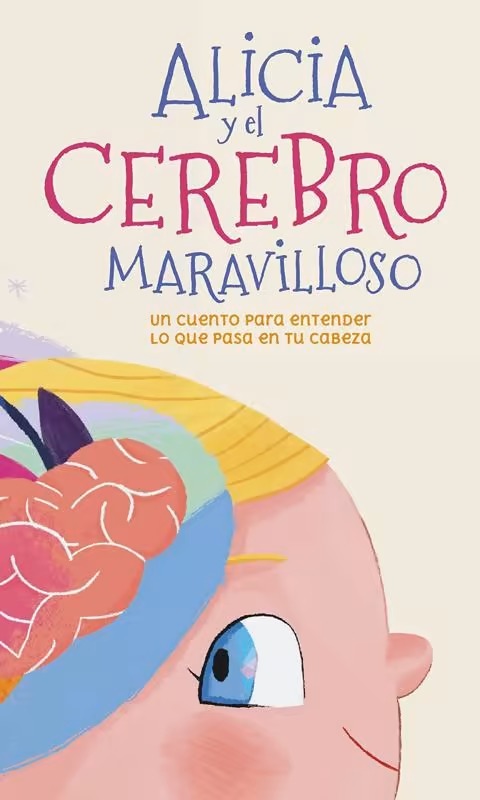 ALiCiA
y el
CEREBRO
MARAViLLOSO
un cuento para entender
lo que pasa en tu cabeza